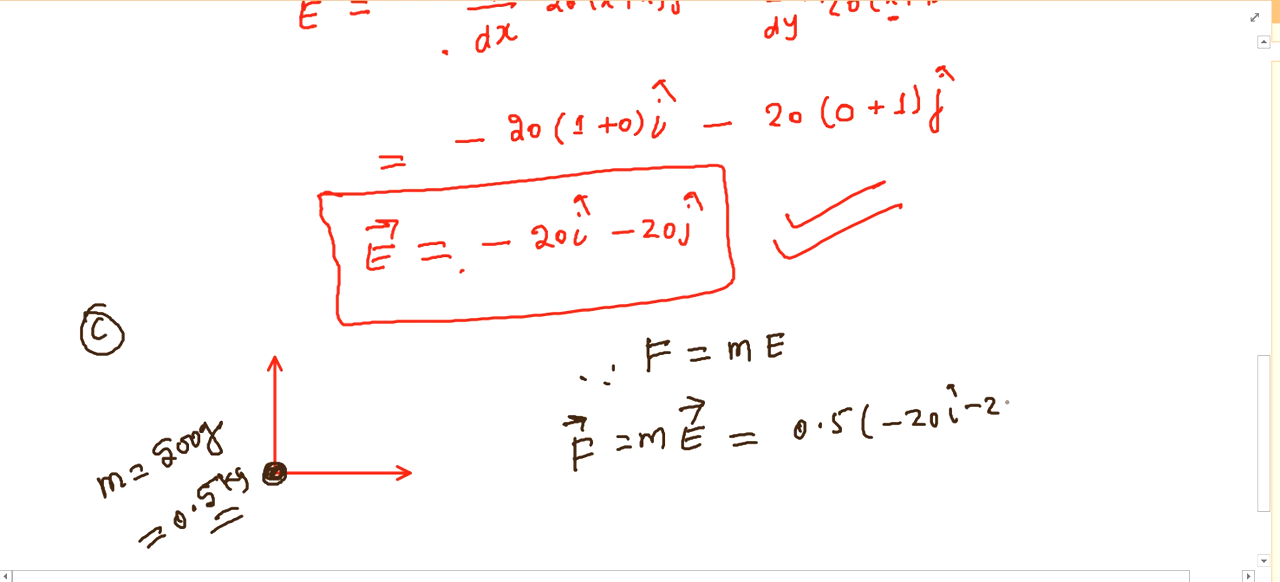 E =
dx dy
= - 20(1+0)î - 20(0+1)ĵ
E⃗ = - 20î - 20ĵ
C
∵ F = mE
F⃗ = mE⃗ = 0.5(-20î-2
m = 500g
= 0.5kg